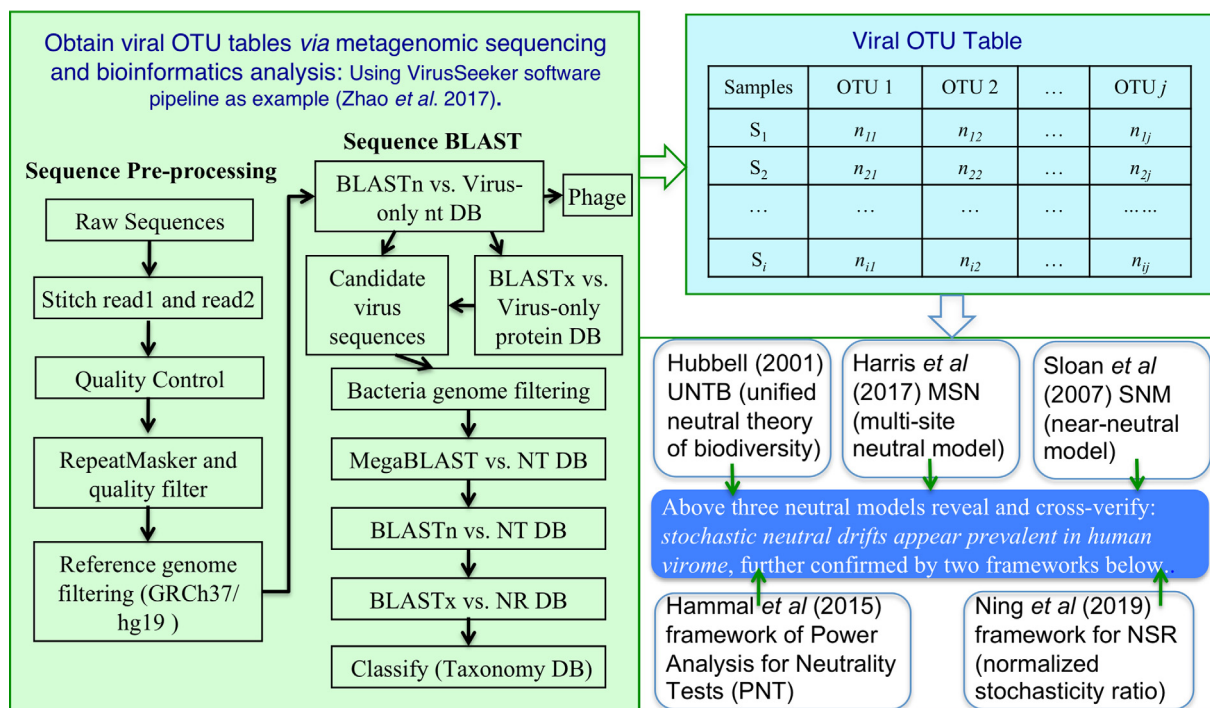 Obtain viral OTU tables via metagenomic sequencing
and bioinformatics analysis: Using VirusSeeker software
pipeline as example (Zhao et al. 2017).
Sequence Pre-processing
Raw Sequences
Stitch read1 and read2
Quality Control
RepeatMasker and
quality filter
Reference genome
filtering (GRCh37/
hg19 )
Sequence BLAST
BLASTn vs. Virus-
only nt DB
Phage
Candidate
virus
sequences
BLASTx vs.
Virus-only
protein DB
Bacteria genome filtering
MegaBLAST vs. NT DB
BLASTn vs. NT DB
BLASTx vs. NR DB
Classify (Taxonomy DB)
Viral OTU Table
Samples OTU 1 OTU 2 … OTU j
S1 n11 n12 … n1j
S2 n21 n22 … n2j
… … … … ……
Si ni1 ni2 … nij
Hubbell (2001)
UNTB (unified
neutral theory
of biodiversity)
Harris et al
(2017) MSN
(multi-site
neutral model)
Sloan et al
(2007) SNM
(near-neutral
model)
Above three neutral models reveal and cross-verify:
stochastic neutral drifts appear prevalent in human
virome, further confirmed by two frameworks below..
Hammal et al (2015)
framework of Power
Analysis for Neutrality
Tests (PNT)
Ning et al (2019)
framework for NSR
(normalized
stochasticity ratio)